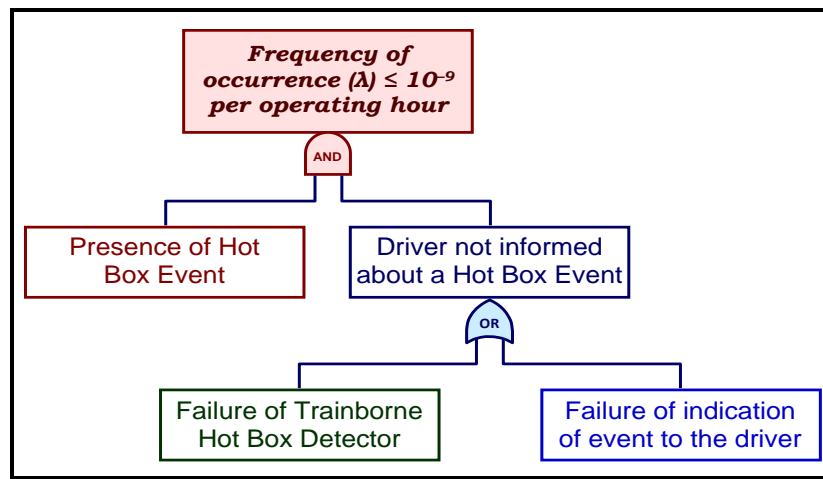 Frequency of
occurrence (λ) ≤ 10⁻⁹
per operating hour
AND
Presence of Hot
Box Event
Driver not informed
about a Hot Box Event
OR
Failure of Trainborne
Hot Box Detector
Failure of indication
of event to the driver